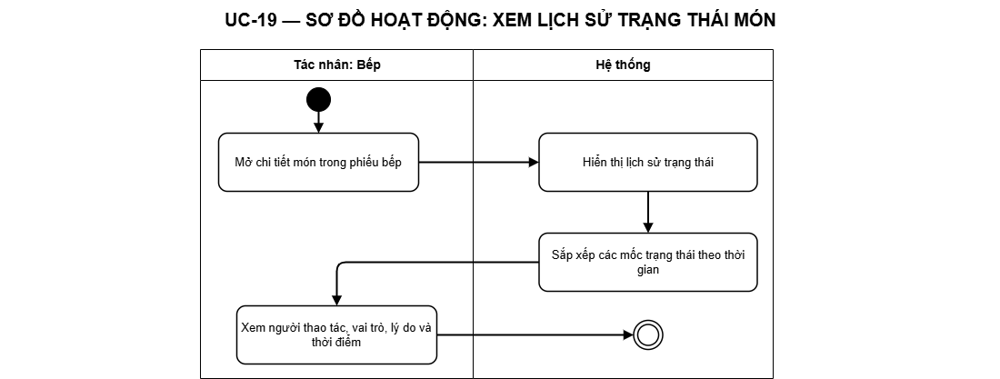 UC-19 — SƠ ĐỒ HOẠT ĐỘNG: XEM LỊCH SỬ TRẠNG THÁI MÓN
Tác nhân: Bếp
Hệ thống
Mở chi tiết món trong phiếu bếp
Hiển thị lịch sử trạng thái
Sắp xếp các mốc trạng thái theo thời
gian
Xem người thao tác, vai trò, lý do và
thời điểm